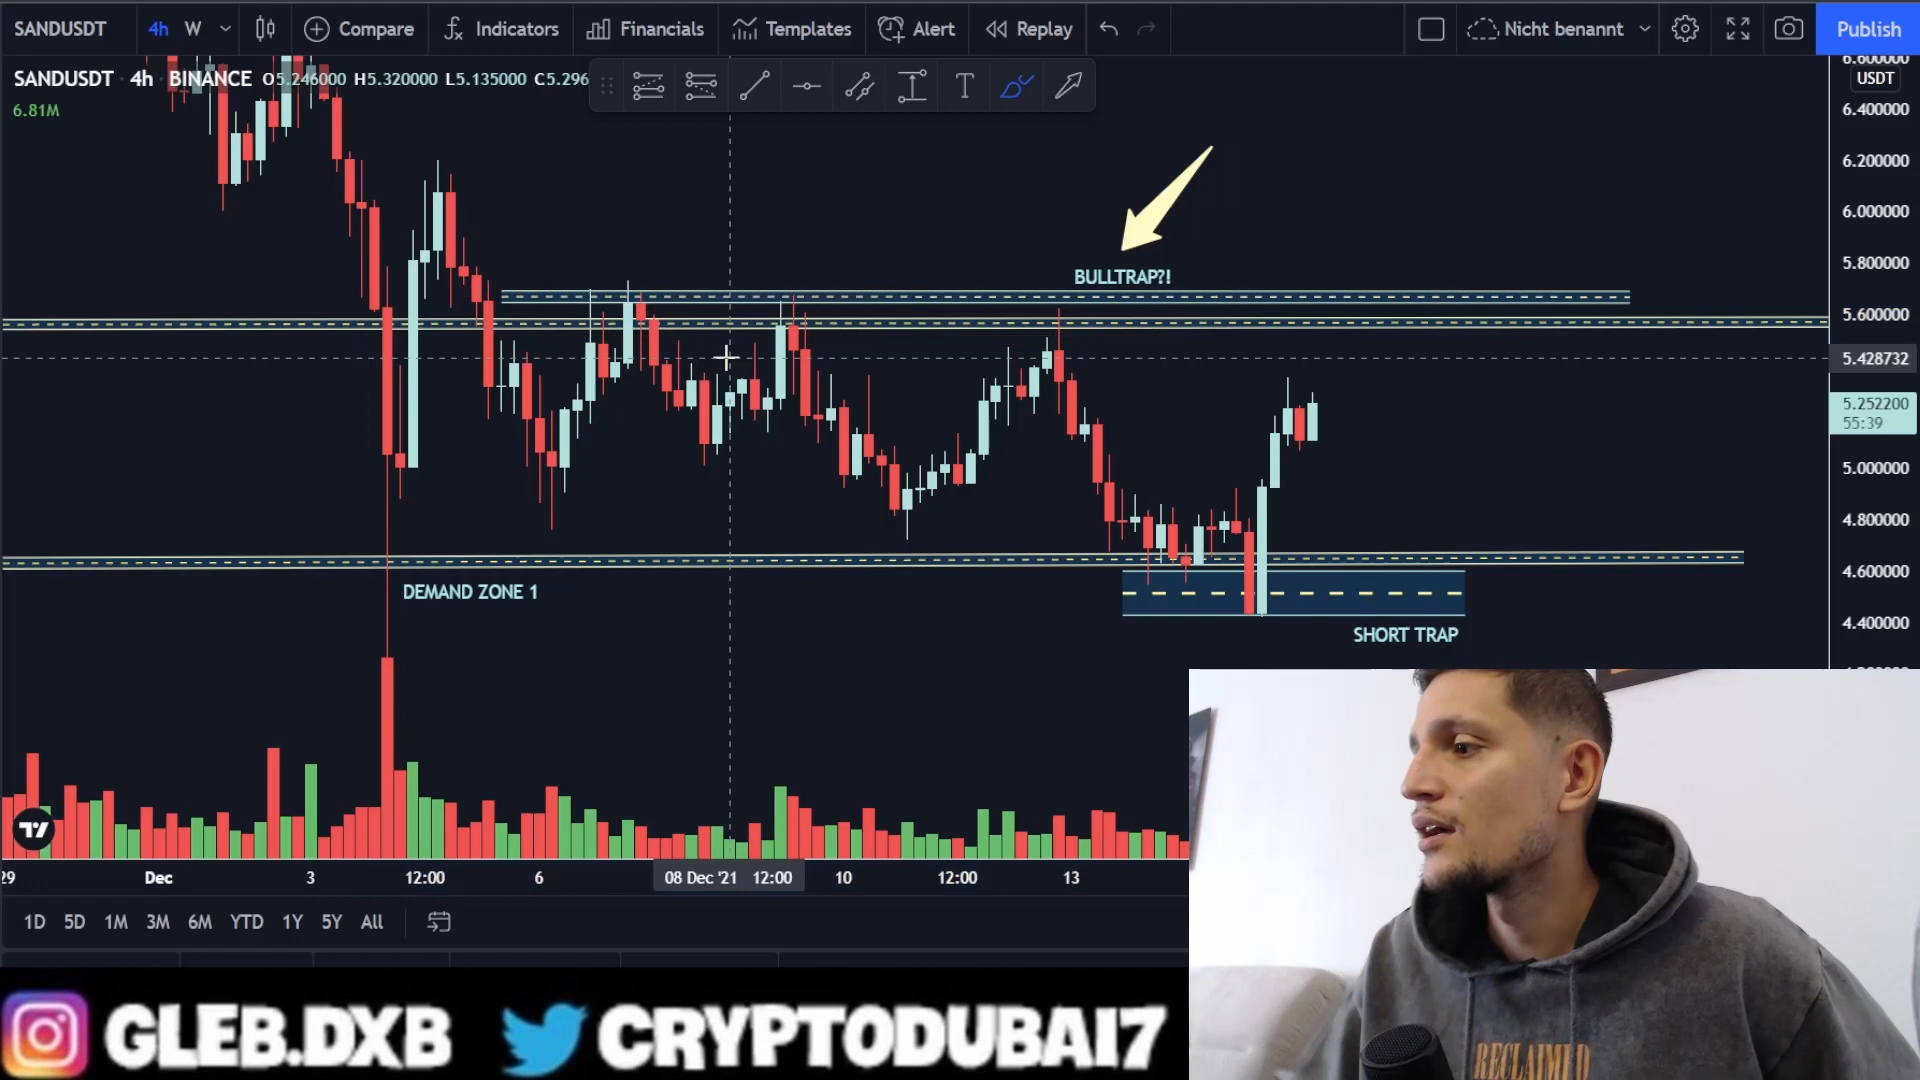 SANDUSDT 4h W Compare Indicators Financials Templates Alert Replay Nicht benannt Publish
SANDUSDT · 4h · BINANCE O5.246000 H5.320000 L5.135000 C5.296
6.81M
T
USDT
6.400000
6.200000
6.000000
5.800000
5.600000
5.428732
5.252200
55:39
5.000000
4.800000
4.600000
4.400000
BULLTRAP?!
DEMAND ZONE 1
SHORT TRAP
29 Dec 3 12:00 6 08 Dec '21 12:00 10 12:00 13
1D 5D 1M 3M 6M YTD 1Y 5Y All
GLEB.DXB CRYPTODUBAI7
RECLAIMED